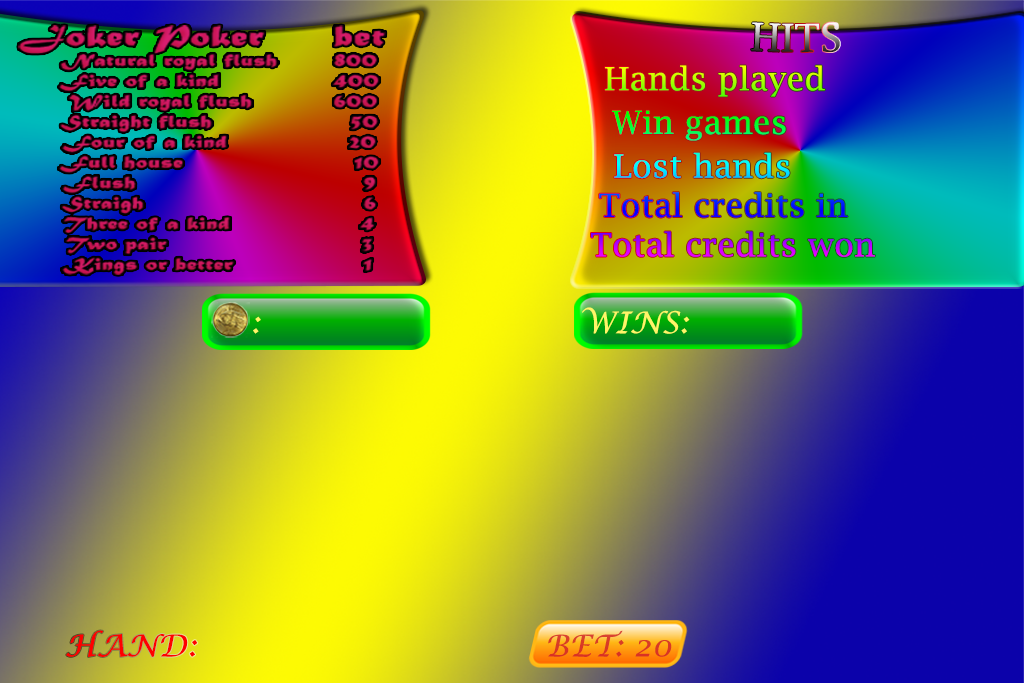 Joker Poker bet
Natural royal flush 800
Five of a kind 400
Wild royal flush 600
Straight flush 50
Four of a kind 20
Full house 10
Flush 9
Straigh 6
Three of a kind 4
Two pair 3
Kings or better 1
HITS
Hands played
Win games
Lost hands
Total credits in
Total credits won
:
WINS:
HAND:
BET: 20